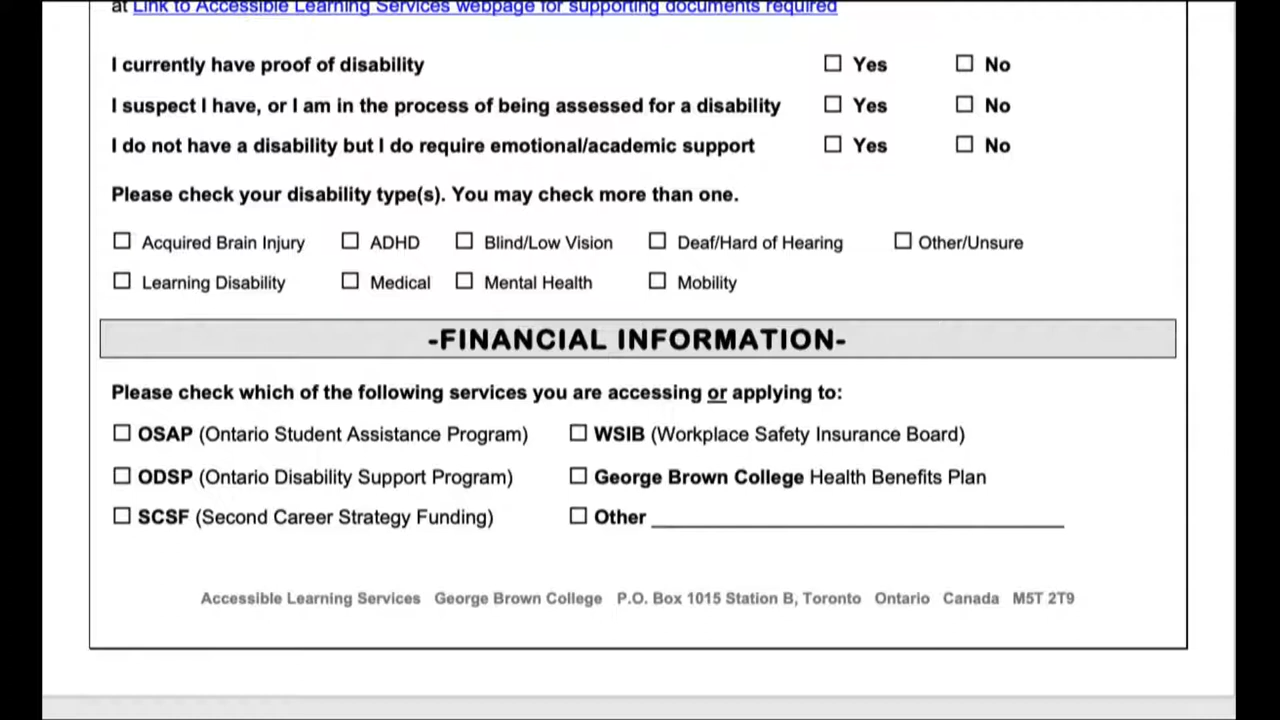 at Link to Accessible Learning Services webpage for supporting documents required
I currently have proof of disability ☐ Yes ☐ No
I suspect I have, or I am in the process of being assessed for a disability ☐ Yes ☐ No
I do not have a disability but I do require emotional/academic support ☐ Yes ☐ No
Please check your disability type(s). You may check more than one.
☐ Acquired Brain Injury ☐ ADHD ☐ Blind/Low Vision ☐ Deaf/Hard of Hearing ☐ Other/Unsure
☐ Learning Disability ☐ Medical ☐ Mental Health ☐ Mobility
-FINANCIAL INFORMATION-
Please check which of the following services you are accessing or applying to:
☐ OSAP (Ontario Student Assistance Program) ☐ WSIB (Workplace Safety Insurance Board)
☐ ODSP (Ontario Disability Support Program) ☐ George Brown College Health Benefits Plan
☐ SCSF (Second Career Strategy Funding) ☐ Other ____________________
Accessible Learning Services George Brown College P.O. Box 1015 Station B, Toronto Ontario Canada M5T 2T9